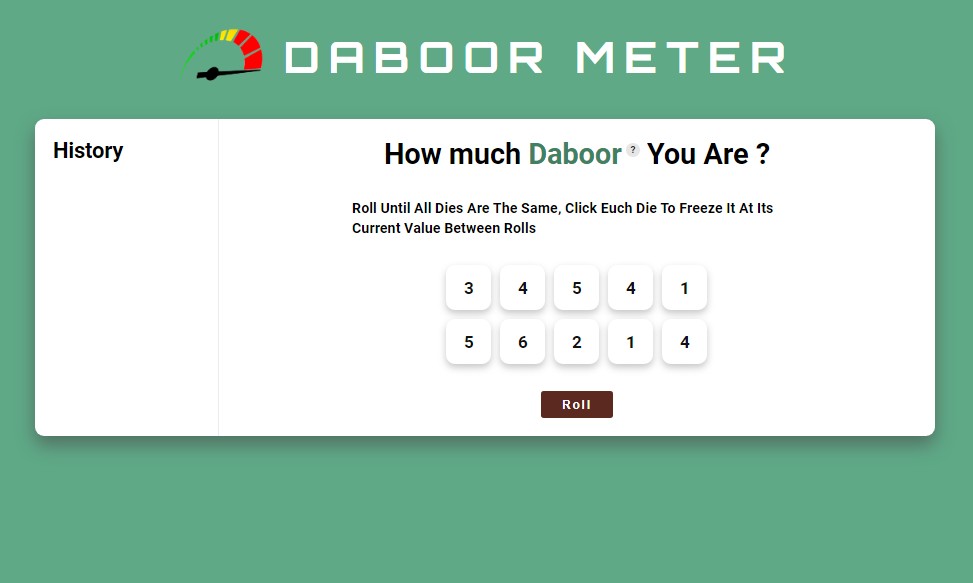 DABOOR METER
History
How much Daboor ? You Are ?
Roll Until All Dies Are The Same, Click Euch Die To Freeze It At Its
Current Value Between Rolls
3 4 5 4 1
5 6 2 1 4
Roll